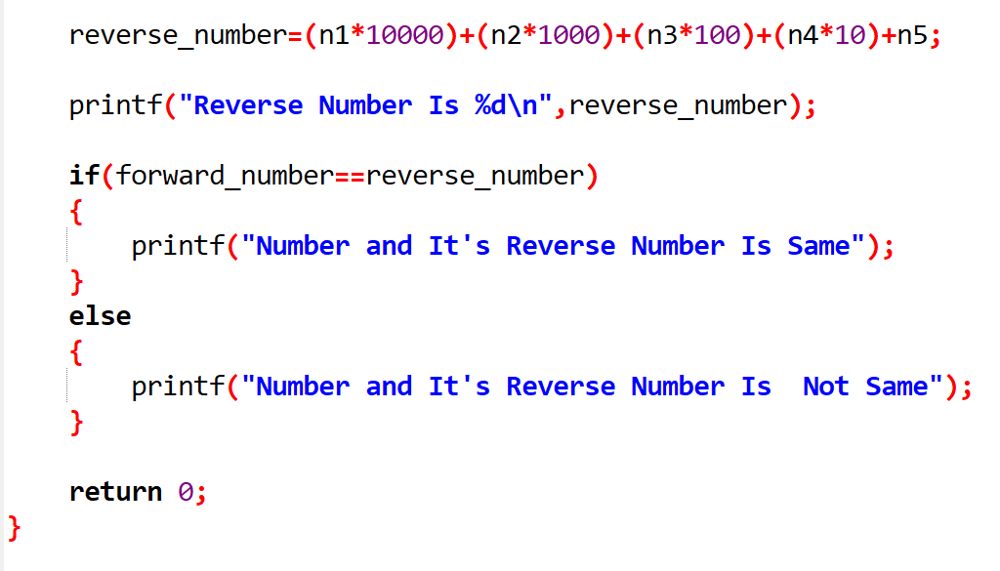 reverse_number=(n1*10000)+(n2*1000)+(n3*100)+(n4*10)+n5;
printf("Reverse Number Is %d\n",reverse_number);
if(forward_number==reverse_number)
{
printf("Number and It's Reverse Number Is Same");
}
else
{
printf("Number and It's Reverse Number Is  Not Same");
}
return 0;
}